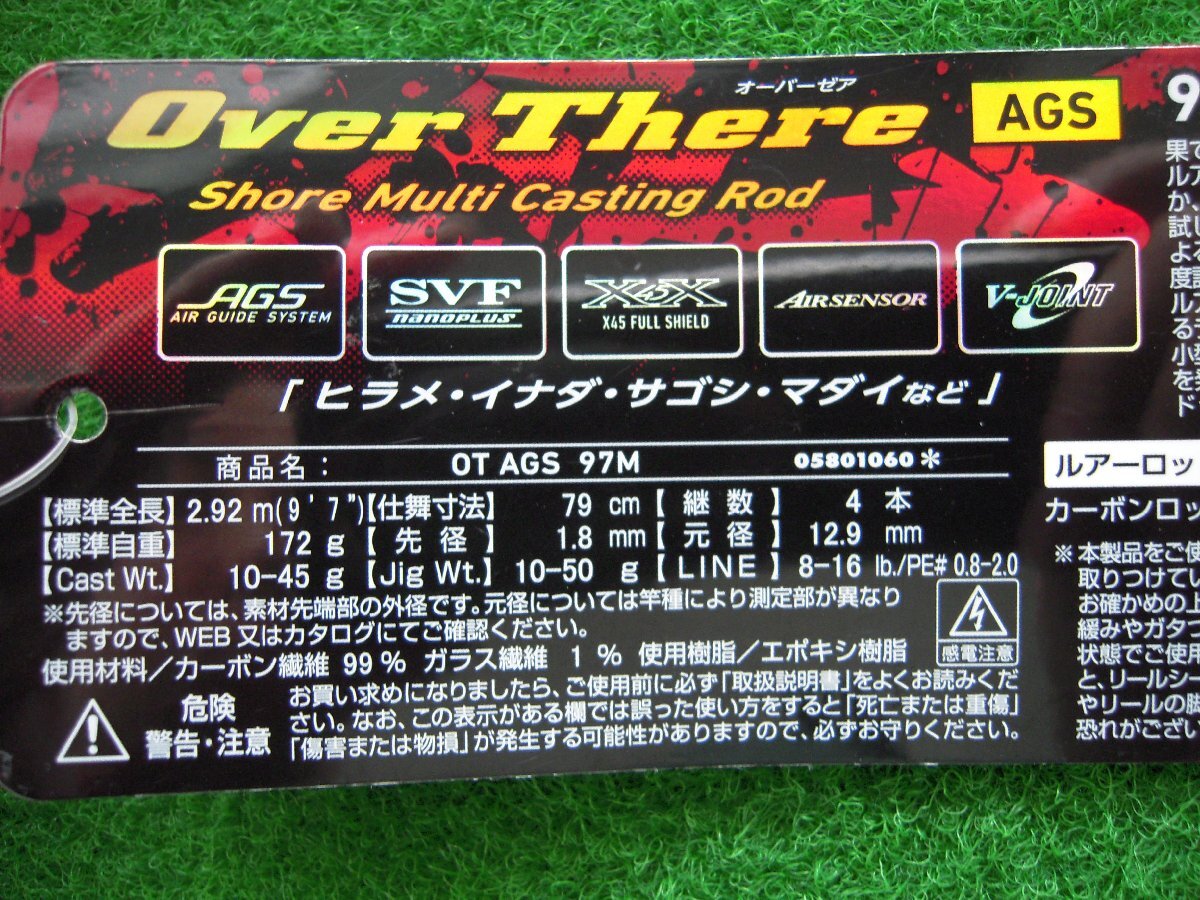 オーバーゼア
Over There AGS
Shore Multi Casting Rod
AGS
AIR GUIDE SYSTEM
SVF
nanoplus
X45X
X45 FULL SHIELD
AIRSENSOR
V-JOINT
「ヒラメ・イナダ・サゴシ・マダイなど」
商品名: OT AGS 97M 05801060*
【標準全長】2.92 m(9'7")【仕舞寸法】 79 cm【 継数 】 4 本
【標準自重】 172 g【 先径 】 1.8 mm【 元径 】 12.9 mm
【Cast Wt.】 10-45 g【Jig Wt.】 10-50 g【 LINE 】 8-16 lb./PE# 0.8-2.0
※先径については、素材先端部の外径です。元径については竿種により測定部が異なり
ますので、WEB又はカタログにてご確認ください。
使用材料/カーボン繊維 99% ガラス繊維 1% 使用樹脂/エポキシ樹脂
感電注意
危険
警告・注意
お買い求めになりましたら、ご使用前に必ず「取扱説明書」をよくお読みくだ
さい。なお、この表示がある欄では誤った使い方をすると「死亡または重傷」
「傷害または物損」が発生する可能性がありますので、必ずお守りください。
9
ルアーロッ
カーボンロッ
※本製品をご使
取りつけてし
お確かめの上
緩みやガタつ
状態でご使用
と、リールシー
やリールの脱
恐れがござい